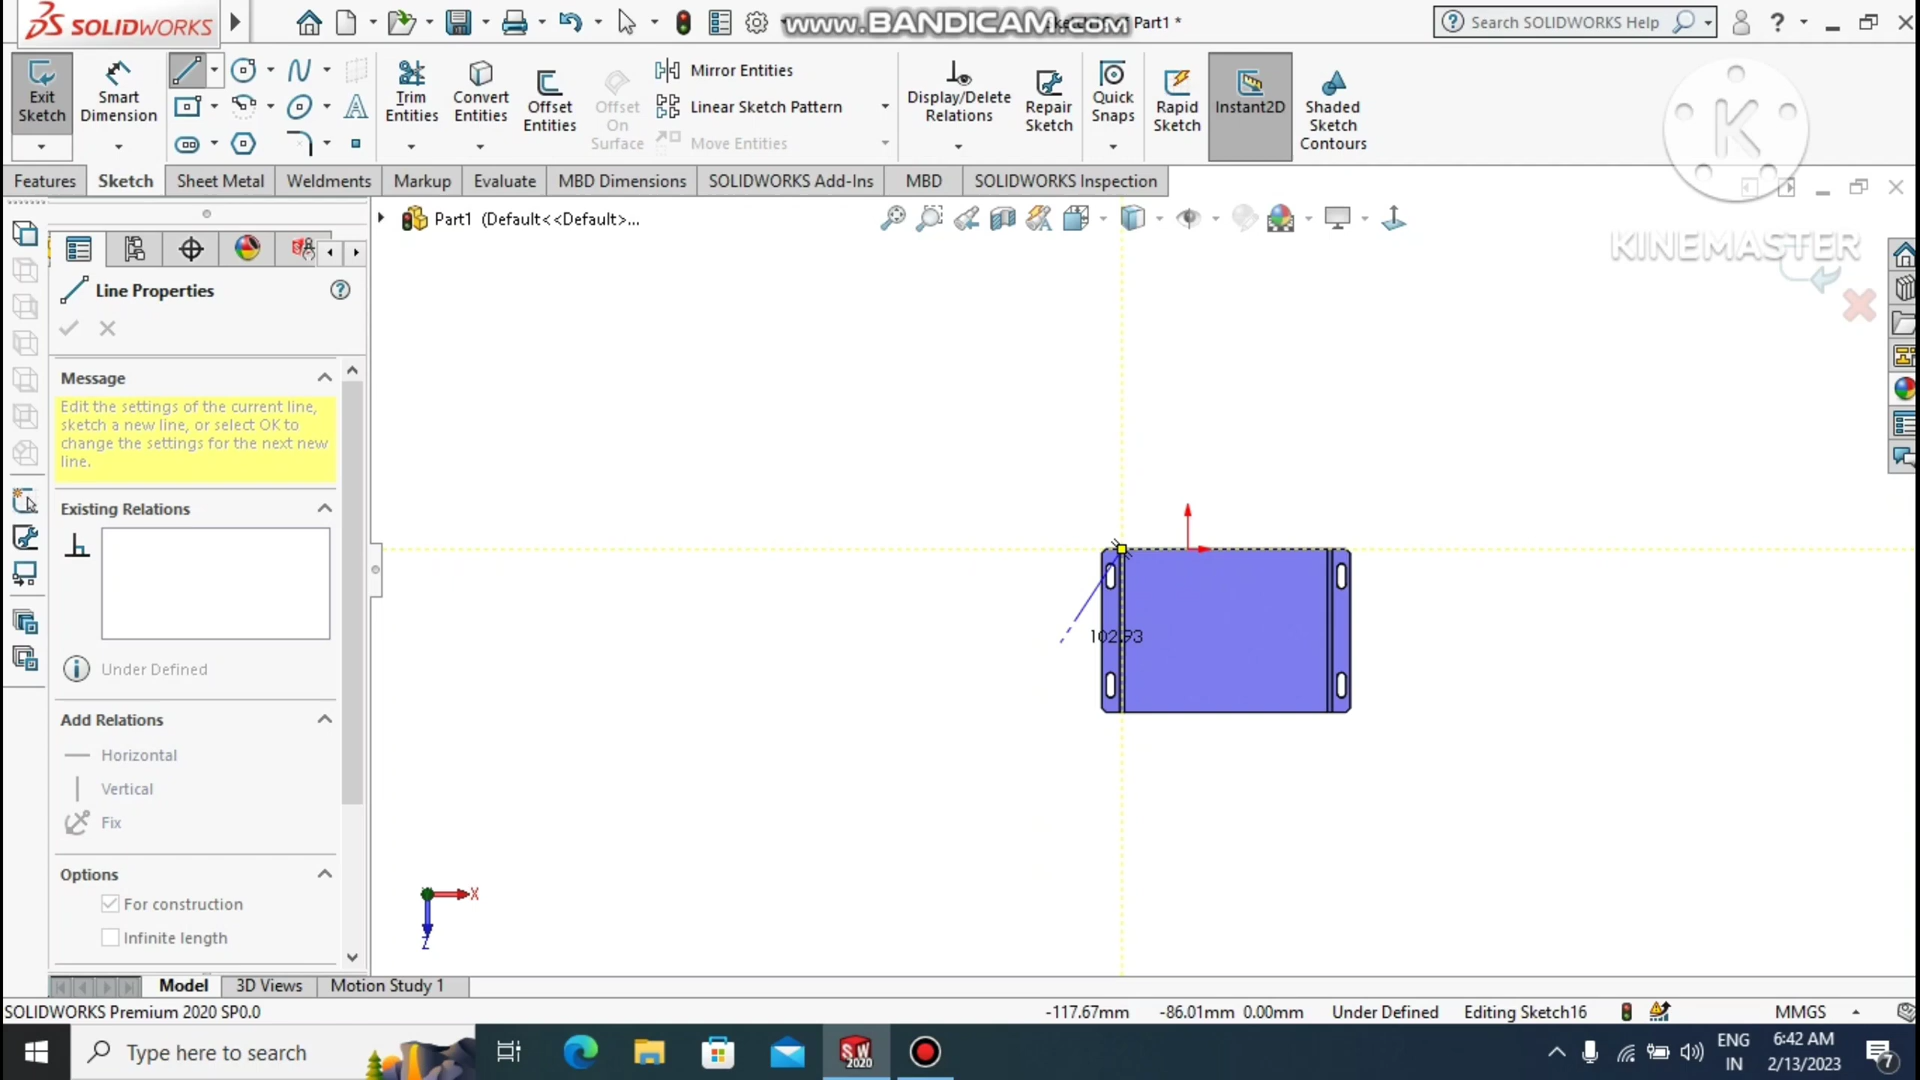 SOLIDWORKS
www.BANDICAM.com
Part1 *
Search SOLIDWORKS Help
Exit Sketch
Smart Dimension
Trim Entities
Convert Entities
Offset Entities
Offset On Surface
Mirror Entities
Linear Sketch Pattern
Move Entities
Display/Delete Relations
Repair Sketch
Quick Snaps
Rapid Sketch
Instant2D
Shaded Sketch Contours
K
Features
Sketch
Sheet Metal
Weldments
Markup
Evaluate
MBD Dimensions
SOLIDWORKS Add-Ins
MBD
SOLIDWORKS Inspection
Part1 (Default<<Default>...
KINEMASTER
Line Properties
Message
Edit the settings of the current line,
sketch a new line, or select OK to
change the settings for the next new
line.
Existing Relations
Under Defined
Add Relations
Horizontal
Vertical
Fix
Options
For construction
Infinite length
102.93
X
Z
Model
3D Views
Motion Study 1
SOLIDWORKS Premium 2020 SP0.0
-117.67mm
-86.01mm 0.00mm
Under Defined
Editing Sketch16
MMGS
Type here to search
SW
2020
ENG
IN
6:42 AM
2/13/2023
7